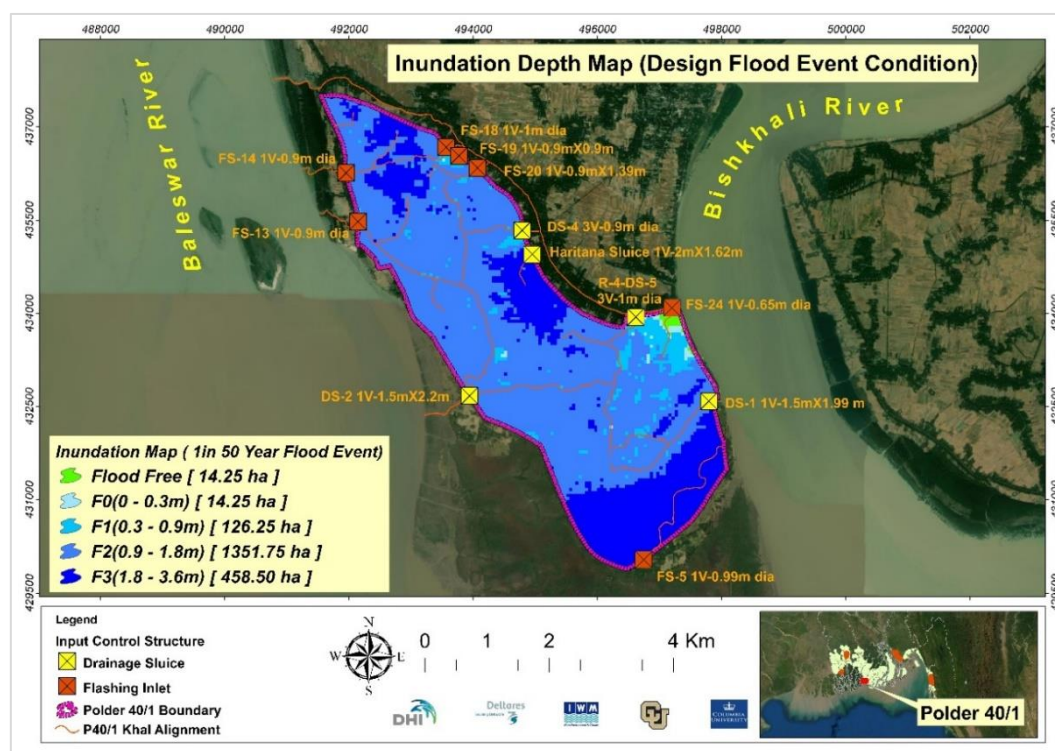 488000 490000 492000 494000 496000 498000 500000 502000
Inundation Depth Map (Design Flood Event Condition)
Baleswar River
Bishkhali River
437000
437000
FS-18 1V-1m dia
FS-19 1V-0.9mX0.9m
FS-14 1V-0.9m dia
FS-20 1V-0.9mX1.39m
435500
FS-13 1V-0.9m dia
DS-4 3V-0.9m dia
435500
Haritana Sluice 1V-2mX1.62m
R-4-DS-5
3V-1m dia
FS-24 1V-0.65m dia
434000
434000
DS-2 1V-1.5mX2.2m
DS-1 1V-1.5mX1.99 m
432500
432500
Inundation Map ( 1in 50 Year Flood Event)
Flood Free [ 14.25 ha ]
F0(0 - 0.3m) [ 14.25 ha ]
F1(0.3 - 0.9m) [ 126.25 ha ]
F2(0.9 - 1.8m) [ 1351.75 ha ]
F3(1.8 - 3.6m) [ 458.50 ha ]
431000
431000
FS-5 1V-0.99m dia
429500
429500
Legend
Input Control Structure
Drainage Sluice
Flashing Inlet
Polder 40/1 Boundary
P40/1 Khal Alignment
N
W E
S
0 1 2 4 Km
DHI
Deltares
IWM
CU
COLUMBIA
UNIVERSITY
Polder 40/1